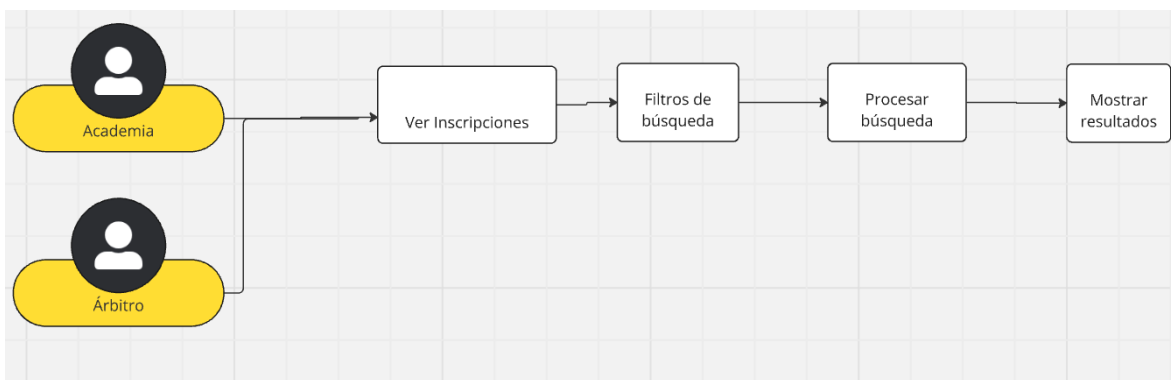 Academia
Ver Inscripciones
Filtros de
búsqueda
Procesar
búsqueda
Mostrar
resultados
Árbitro